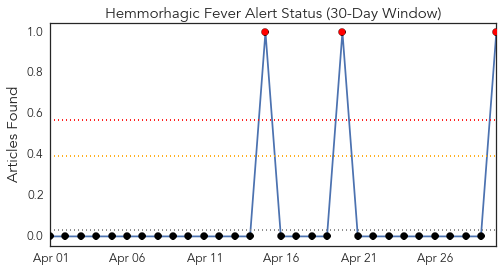 Hemmorhagic Fever Alert Status (30-Day Window)
Articles Found
1.0
0.8
0.6
0.4
0.2
0.0
Apr 01 Apr 06 Apr 11 Apr 16 Apr 21 Apr 26